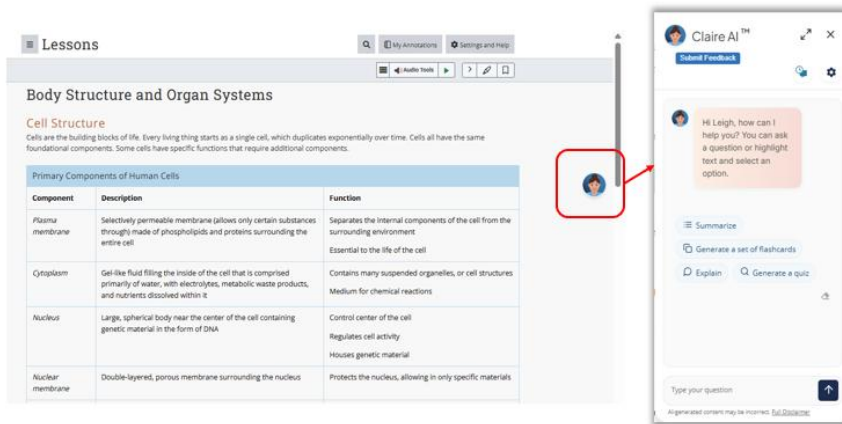 Lessons
My Annotations
Settings and Help
Audio Tools
Body Structure and Organ Systems
Cell Structure
Cells are the building blocks of life. Every living thing starts as a single cell, which duplicates exponentially over time. Cells all have the same
foundational components. Some cells have specific functions that require additional components.
Primary Components of Human Cells
Component Description Function
Plasma membrane
Selectively permeable membrane (allows only certain substances
through) made of phospholipids and proteins surrounding the
entire cell
Separates the internal components of the cell from the
surrounding environment
Essential to the life of the cell
Cytoplasm
Gel-like fluid filling the inside of the cell that is comprised
primarily of water, with electrolytes, metabolic waste products,
and nutrients dissolved within it
Contains many suspended organelles, or cell structures
Medium for chemical reactions
Nucleus
Large, spherical body near the center of the cell containing
genetic material in the form of DNA
Control center of the cell
Regulates cell activity
Houses genetic material
Nuclear
membrane
Double-layered, porous membrane surrounding the nucleus
Protects the nucleus, allowing in only specific materials
Claire AI ™
Submit Feedback
Hi Leigh, how can I
help you? You can ask
a question or highlight
text and select an
option.
Summarize
Generate a set of flashcards
Explain
Generate a quiz
Type your question
AI generated content may be incorrect. Full Disclaimer